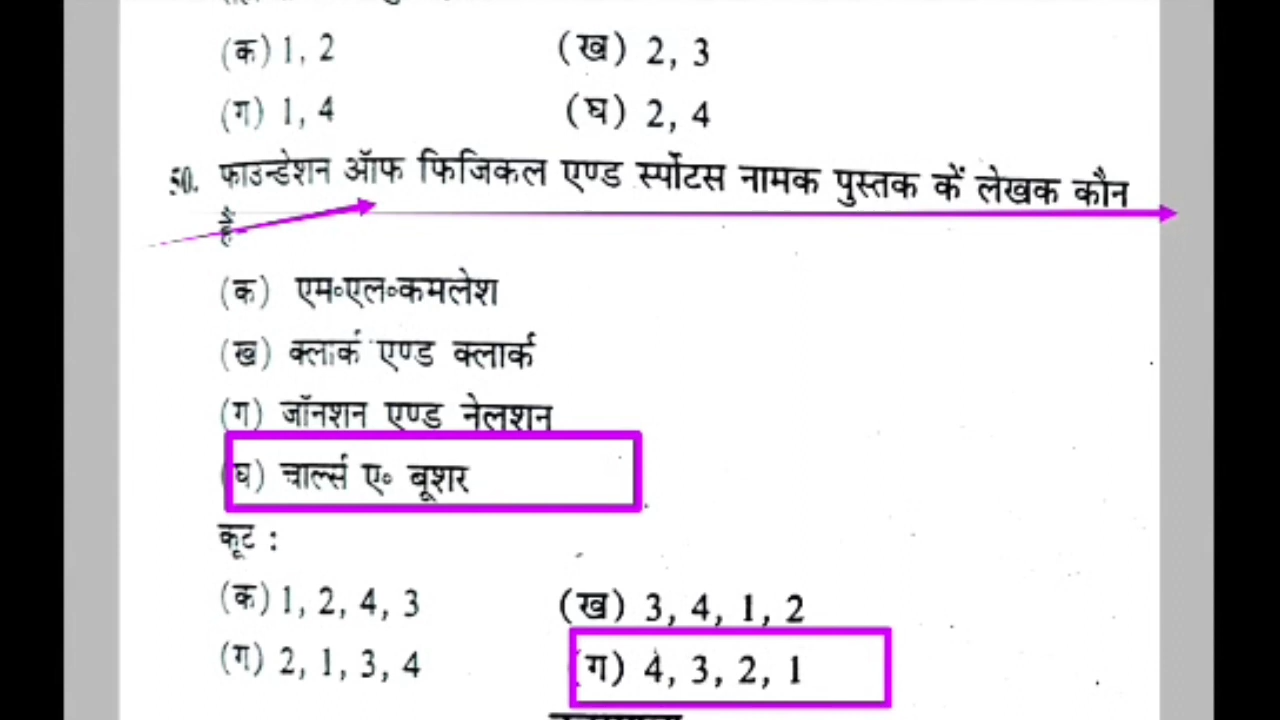 (क) 1, 2 (ख) 2, 3
(ग) 1, 4 (घ) 2, 4
50. फाउन्डेशन ऑफ फिजिकल एण्ड र्स्पोटस नामक पुस्तक कें लेखक कौन
हैं-
(क) एम॰एल॰कमलेश
(ख) क्लार्क एण्ड क्लार्क
(ग) जॉनशन एण्ड नेलशन
(घ) चार्ल्स ए॰ बूशर
कूट :
(क) 1, 2, 4, 3 (ख) 3, 4, 1, 2
(ग) 2, 1, 3, 4 (ग) 4, 3, 2, 1